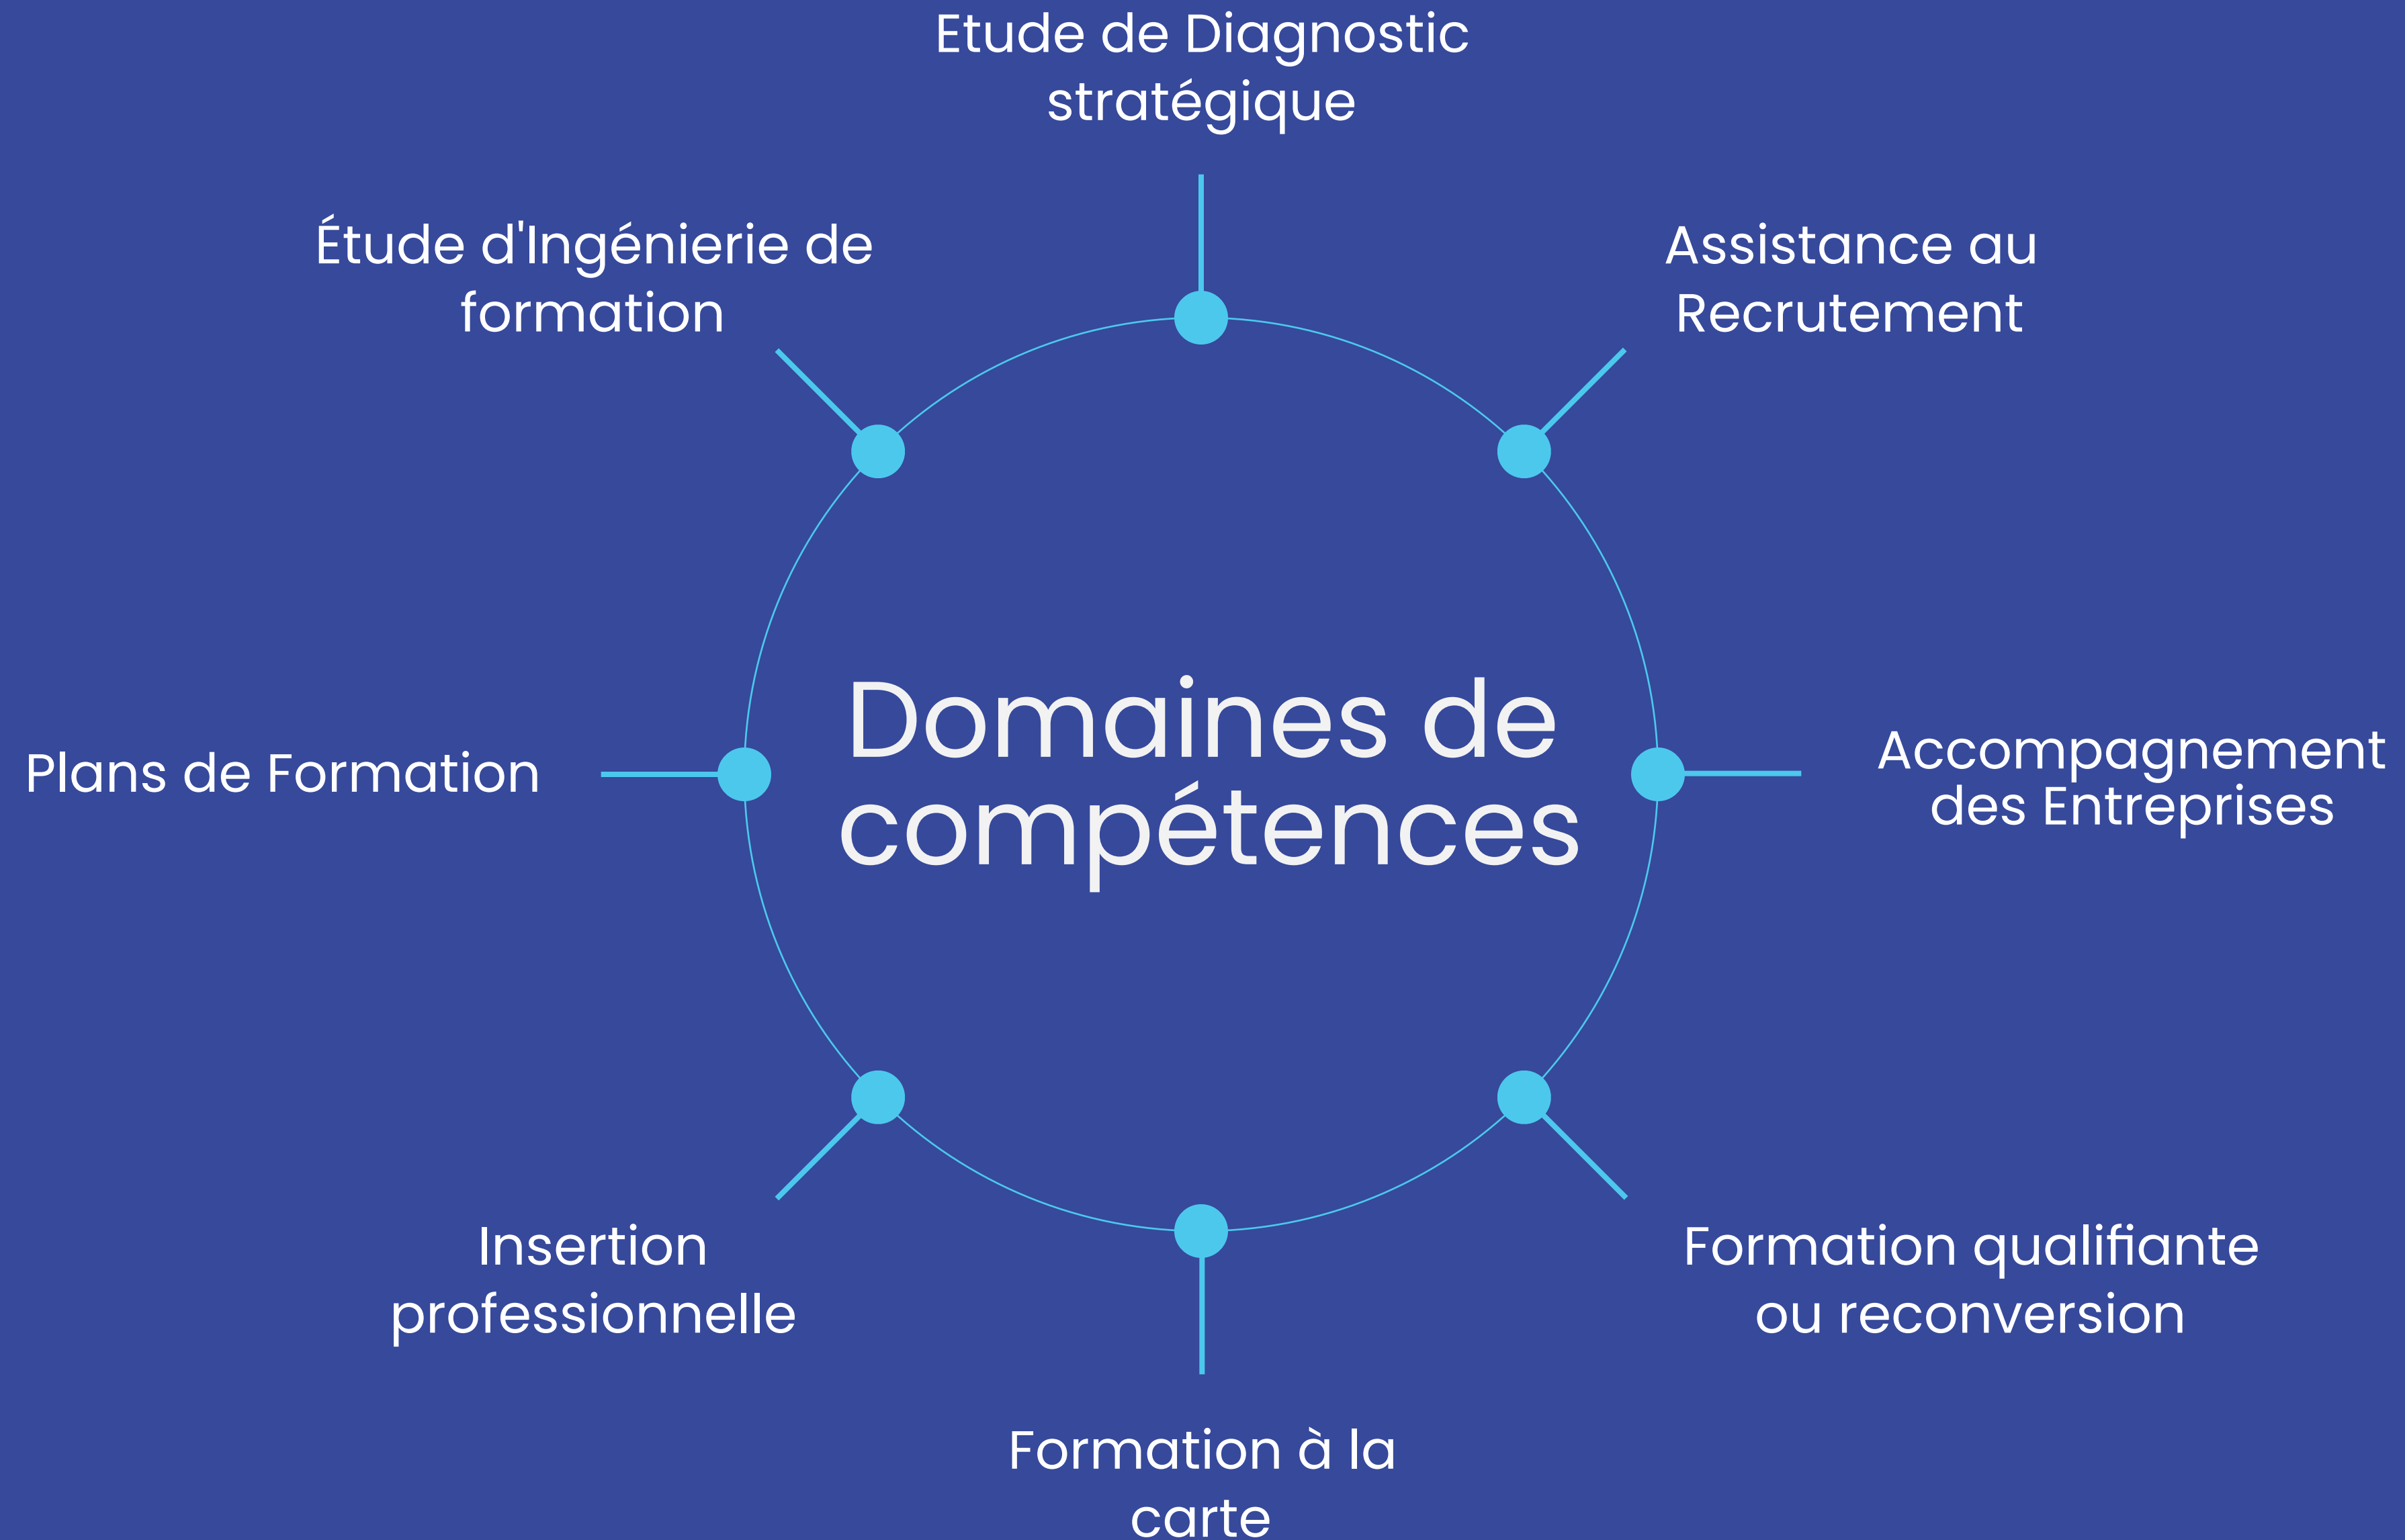 Etude de Diagnostic
stratégique
Étude d'Ingénierie de
formation
Assistance au
Recrutement
Domaines de
compétences
Plans de Formation
Accompagnement
des Entreprises
Insertion
professionnelle
Formation qualifiante
ou reconversion
Formation à la
carte